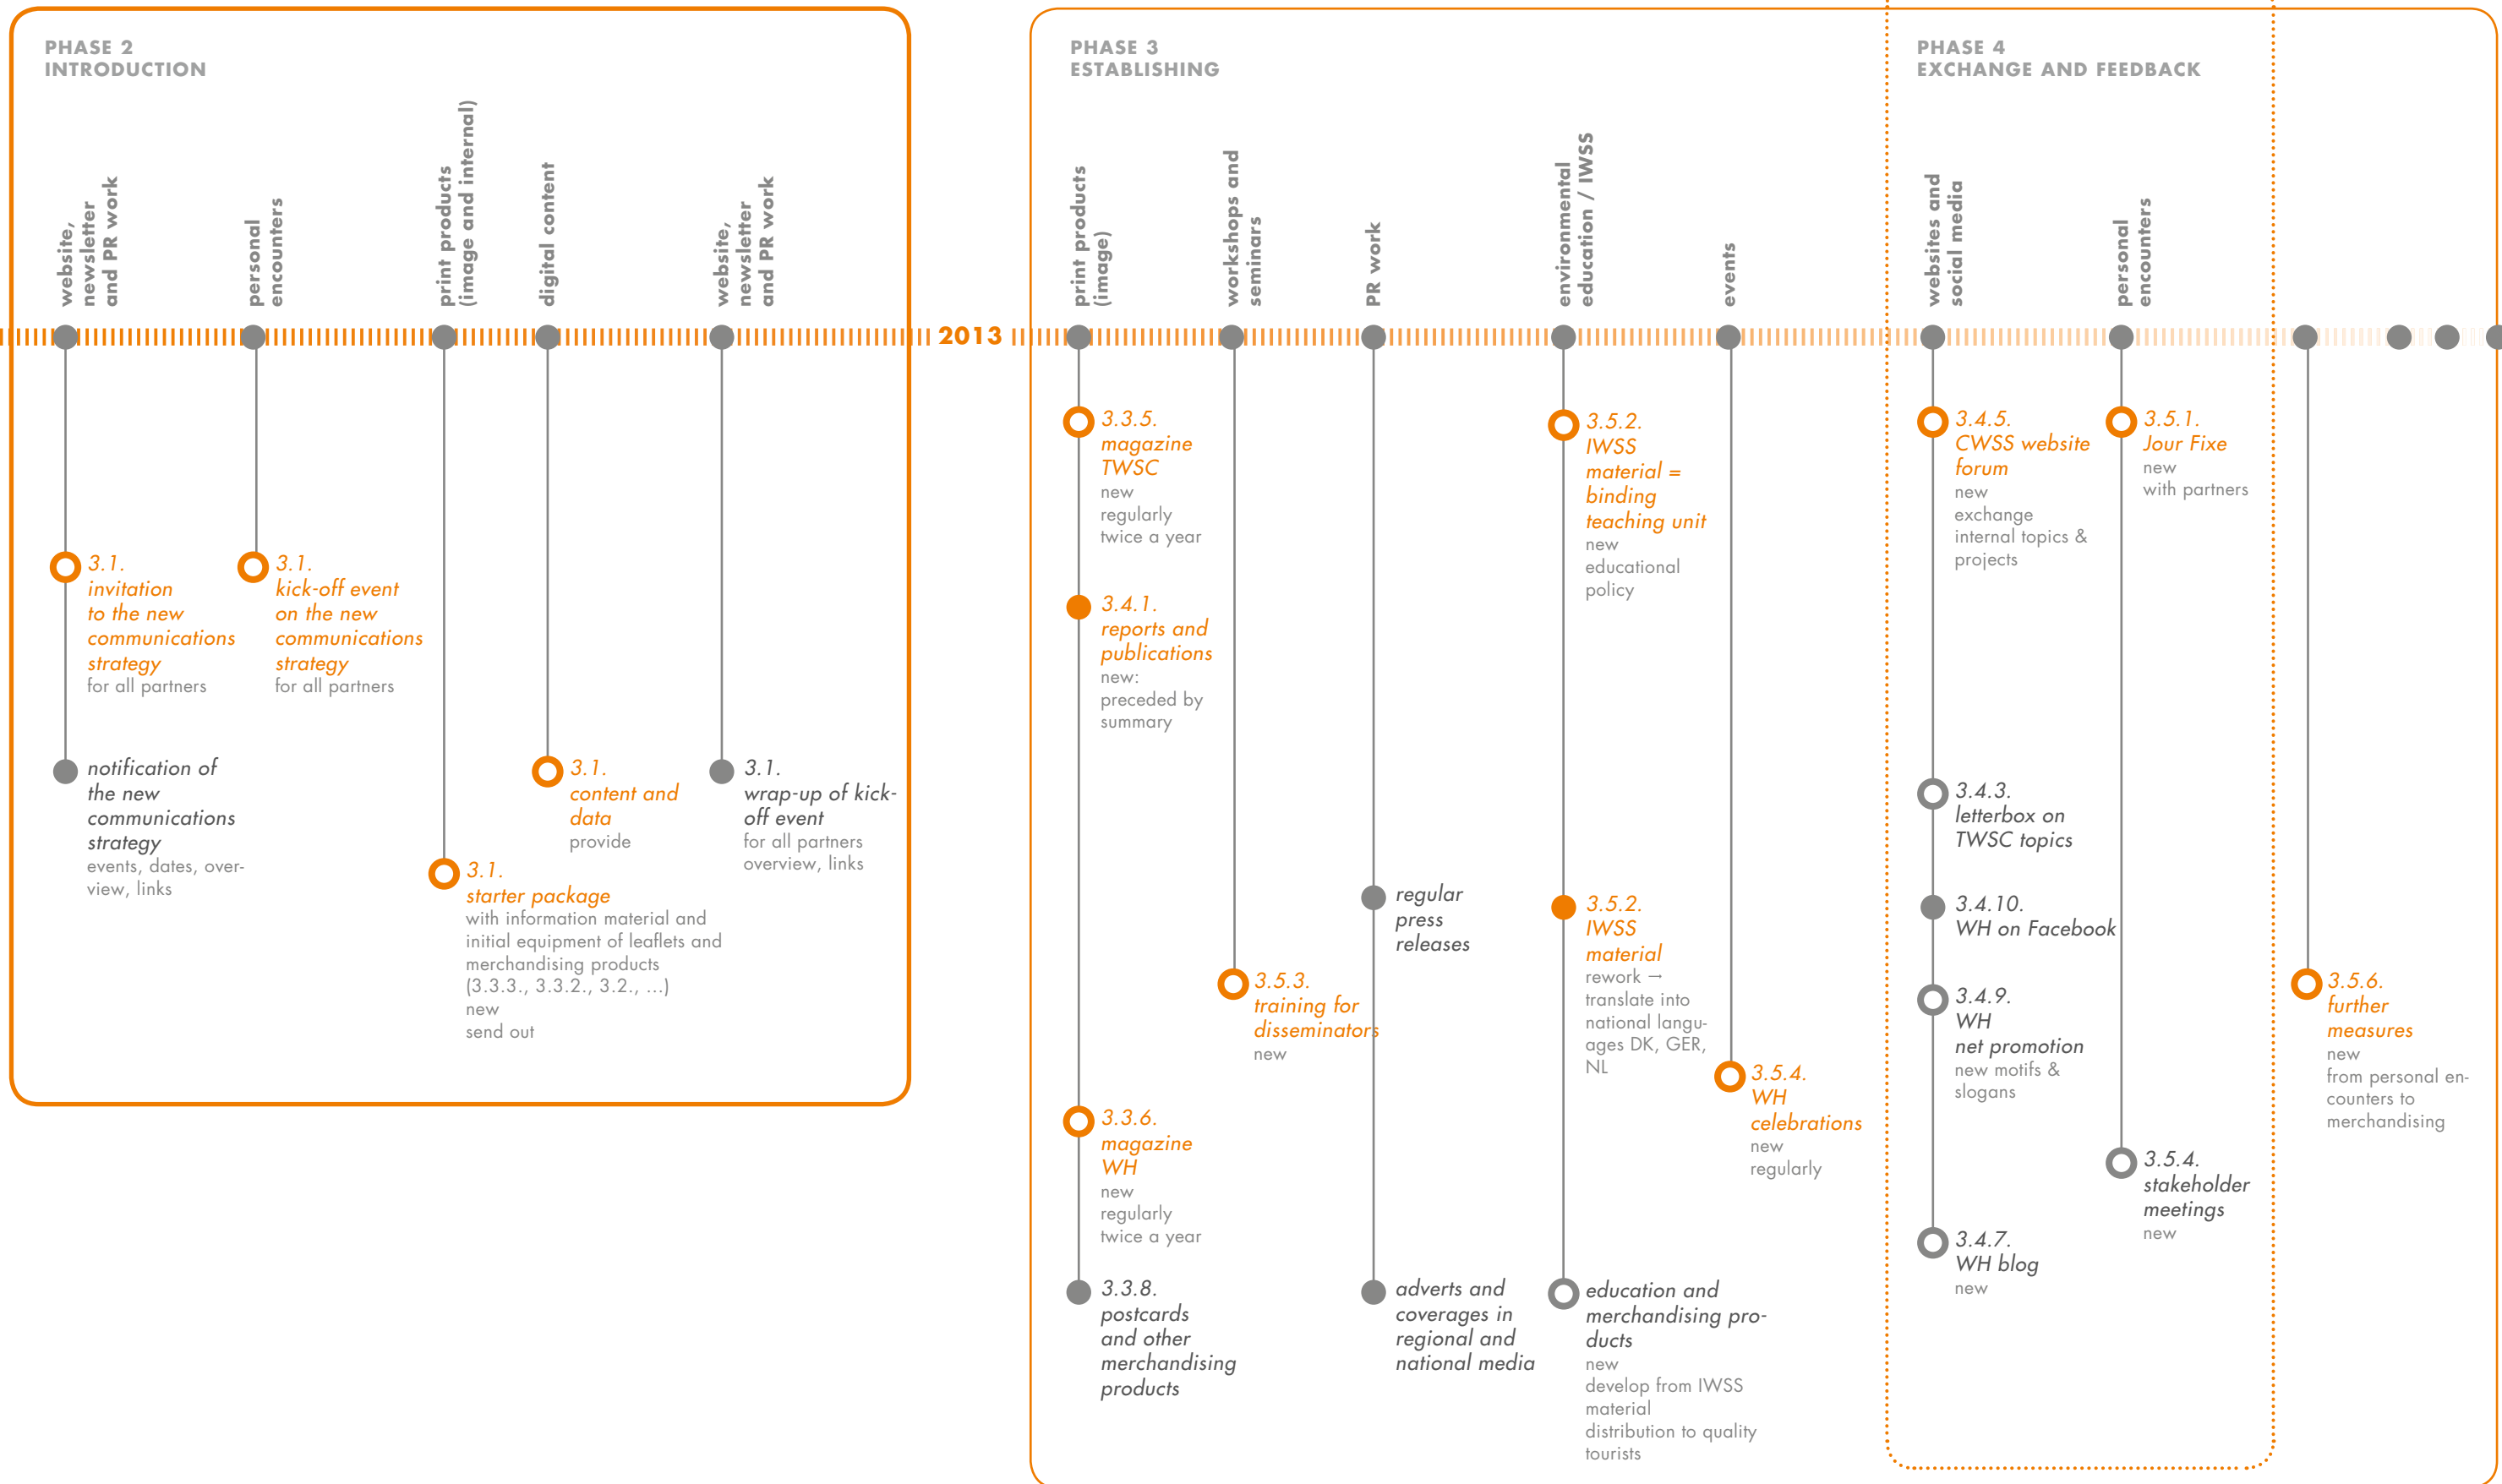 PHASE 2
INTRODUCTION
website,
newsletter
and PR work
personal
encounters
print products
(image and internal)
digital content
website,
newsletter
and PR work
3.1.
invitation
to the new
communications
strategy
for all partners
notification of
the new
communications
strategy
events, dates, over-
view, links
3.1.
kick-off event
on the new
communications
strategy
for all partners
3.1.
starter package
with information material and
initial equipment of leaflets and
merchandising products
(3.3.3., 3.3.2., 3.2., ...)
new
send out
3.1.
content and
data
provide
3.1.
wrap-up of kick-
off event
for all partners
overview, links
2013
PHASE 3
ESTABLISHING
print products
(image)
workshops and
seminars
PR work
environmental
education / IWSS
events
3.3.5.
magazine
TWSC
new
regularly
twice a year
3.4.1.
reports and
publications
new:
preceded by
summary
3.3.6.
magazine
WH
new
regularly
twice a year
3.3.8.
postcards
and other
merchandising
products
3.5.3.
training for
disseminators
new
regular
press
releases
adverts and
coverages in
regional and
national media
3.5.2.
IWSS
material =
binding
teaching unit
new
educational
policy
3.5.2.
IWSS
material
rework →
translate into
national langu-
ages DK, GER,
NL
education and
merchandising pro-
ducts
new
develop from IWSS
material
distribution to quality
tourists
3.5.4.
WH
celebrations
new
regularly
PHASE 4
EXCHANGE AND FEEDBACK
websites and
social media
personal
encounters
3.4.5.
CWSS website
forum
new
exchange
internal topics &
projects
3.4.3.
letterbox on
TWSC topics
3.4.10.
WH on Facebook
3.4.9.
WH
net promotion
new motifs &
slogans
3.4.7.
WH blog
new
3.5.1.
Jour Fixe
new
with partners
3.5.4.
stakeholder
meetings
new
3.5.6.
further
measures
new
from personal en-
counters to
merchandising